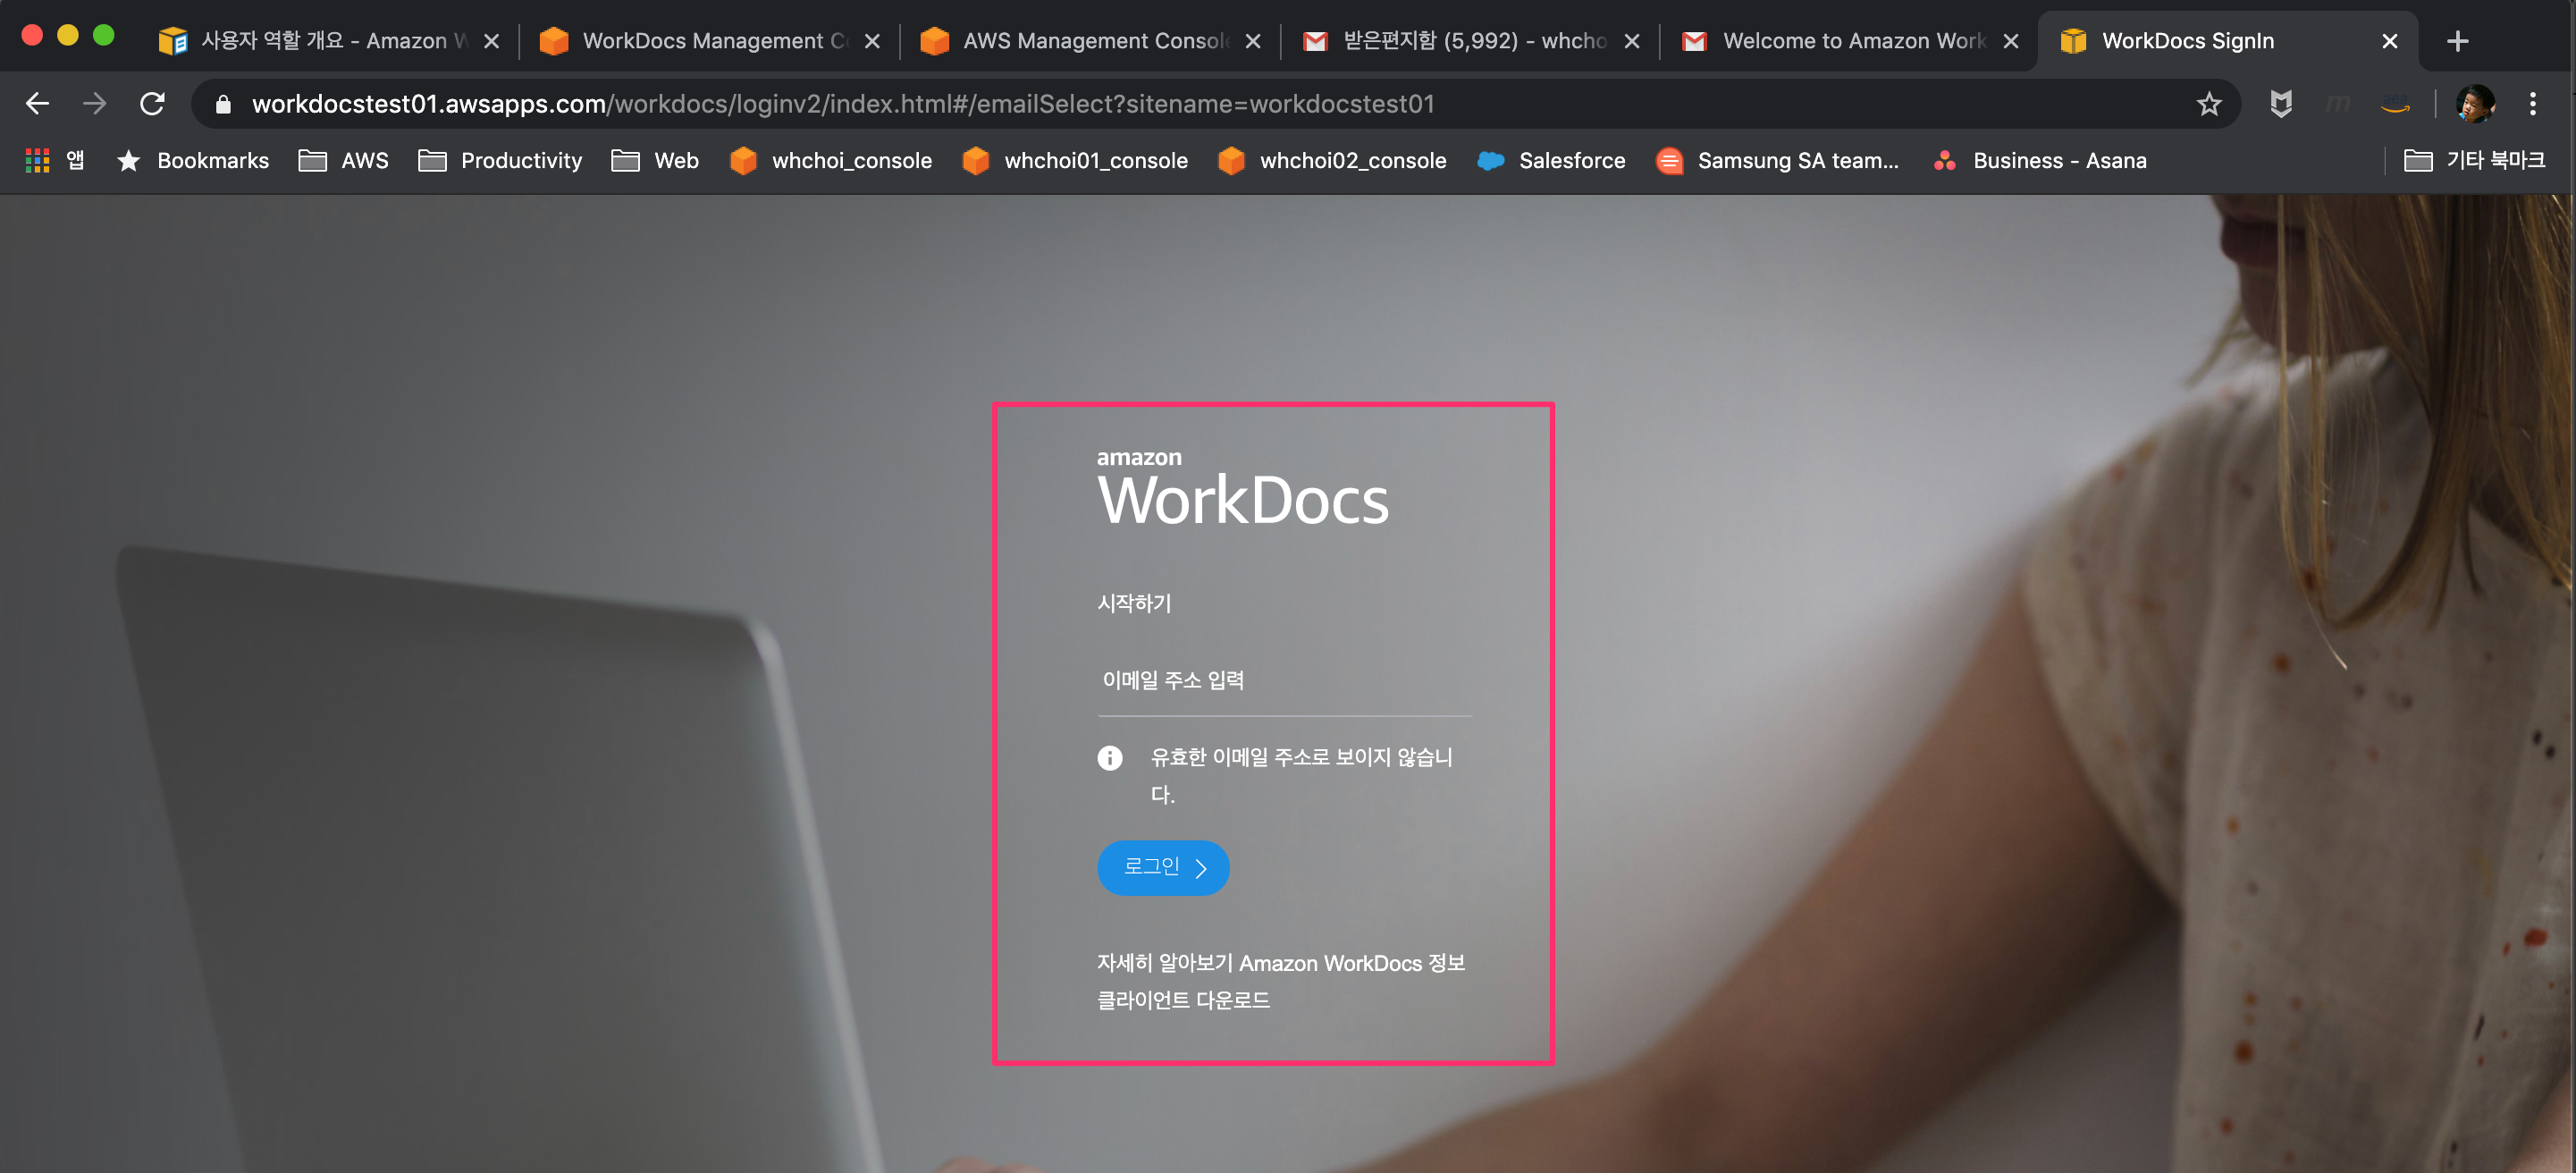 사용자 역할 개요 - Amazon W
WorkDocs Management Co
AWS Management Console
받은편지함 (5,992) - whcho
Welcome to Amazon Work
WorkDocs SignIn
workdocstest01.awsapps.com/workdocs/loginv2/index.html#/emailSelect?sitename=workdocstest01
앱
Bookmarks
AWS
Productivity
Web
whchoi_console
whchoi01_console
whchoi02_console
Salesforce
Samsung SA team...
Business - Asana
기타 북마크
amazon
WorkDocs
시작하기
이메일 주소 입력
유효한 이메일 주소로 보이지 않습니
다.
로그인
자세히 알아보기 Amazon WorkDocs 정보
클라이언트 다운로드